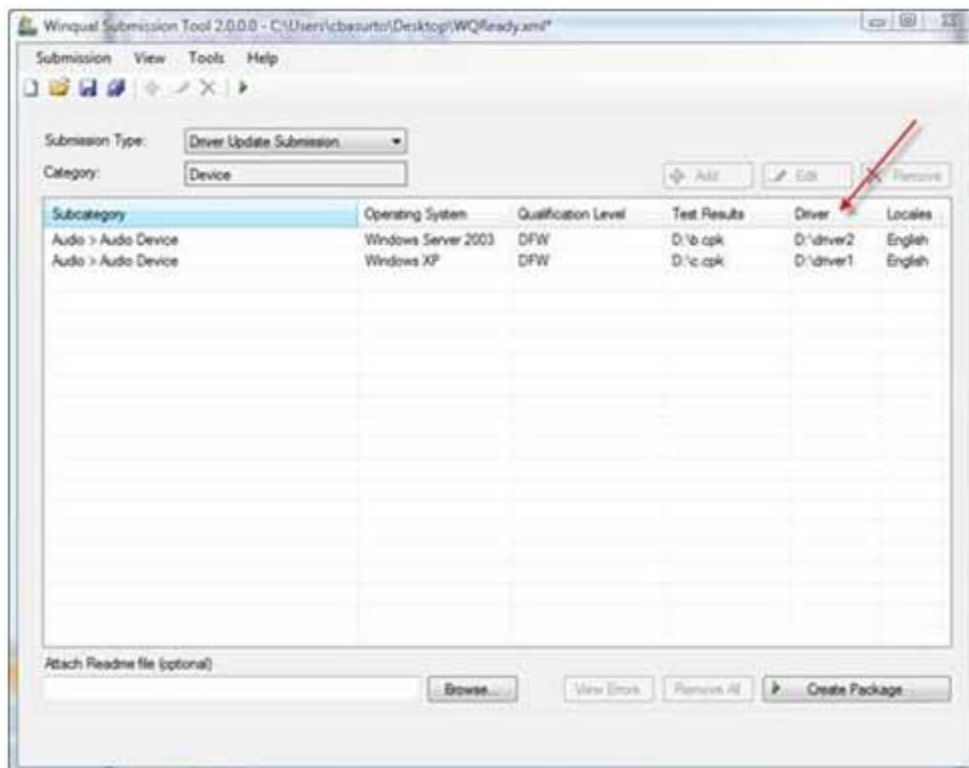 Winqual Submission Tool 2.0.0.0 - C:\Users\cbasurto\Desktop\WQReady.xml*
Submission View Tools Help
Submission Type: Driver Update Submission
Category: Device
Add Edit Remove
Subcategory Operating System Qualification Level Test Results Driver Locales
Audio > Audio Device Windows Server 2003 DFW D:\b.cpk D:\driver2 English
Audio > Audio Device Windows XP DFW D:\c.cpk D:\driver1 English
Attach Readme file (optional)
Browse... View Errors Remove All Create Package